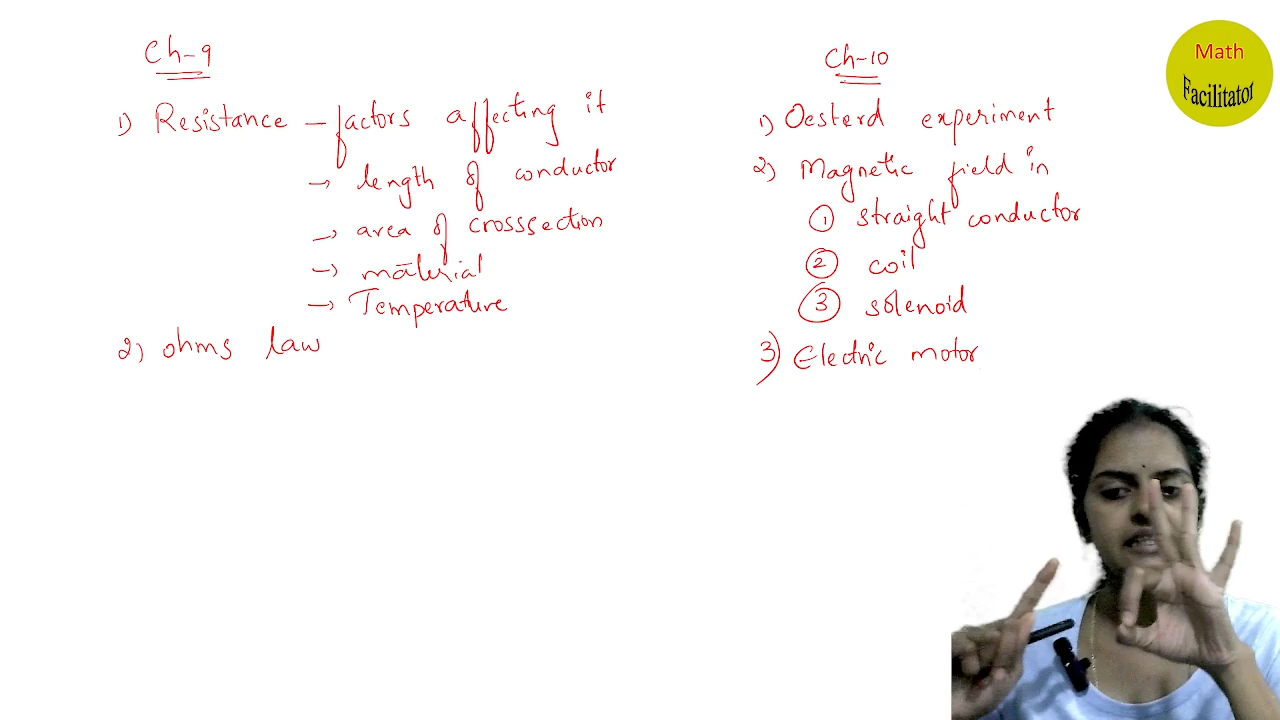 Ch-9
1) Resistance - factors affecting it
→ length of conductor
→ area of crosssection
→ material
→ Temperature
2) ohms law
Ch-10
1) Oesterd experiment
2) Magnetic field in
① straight conductor
② coil
③ solenoid
3) Electric motor
Math
Facilitator